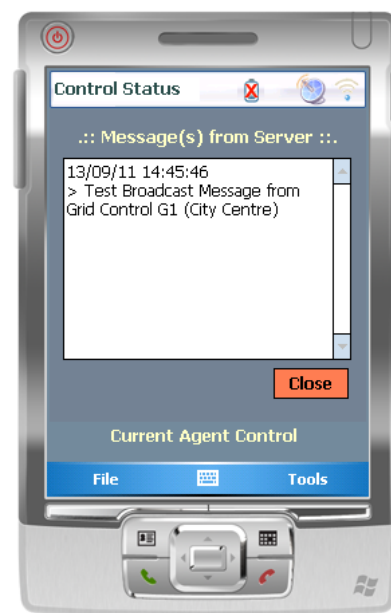 Control Status
.:: Message(s) from Server ::.
13/09/11 14:45:46
> Test Broadcast Message from
Grid Control G1 (City Centre)
Close
Current Agent Control
File
Tools